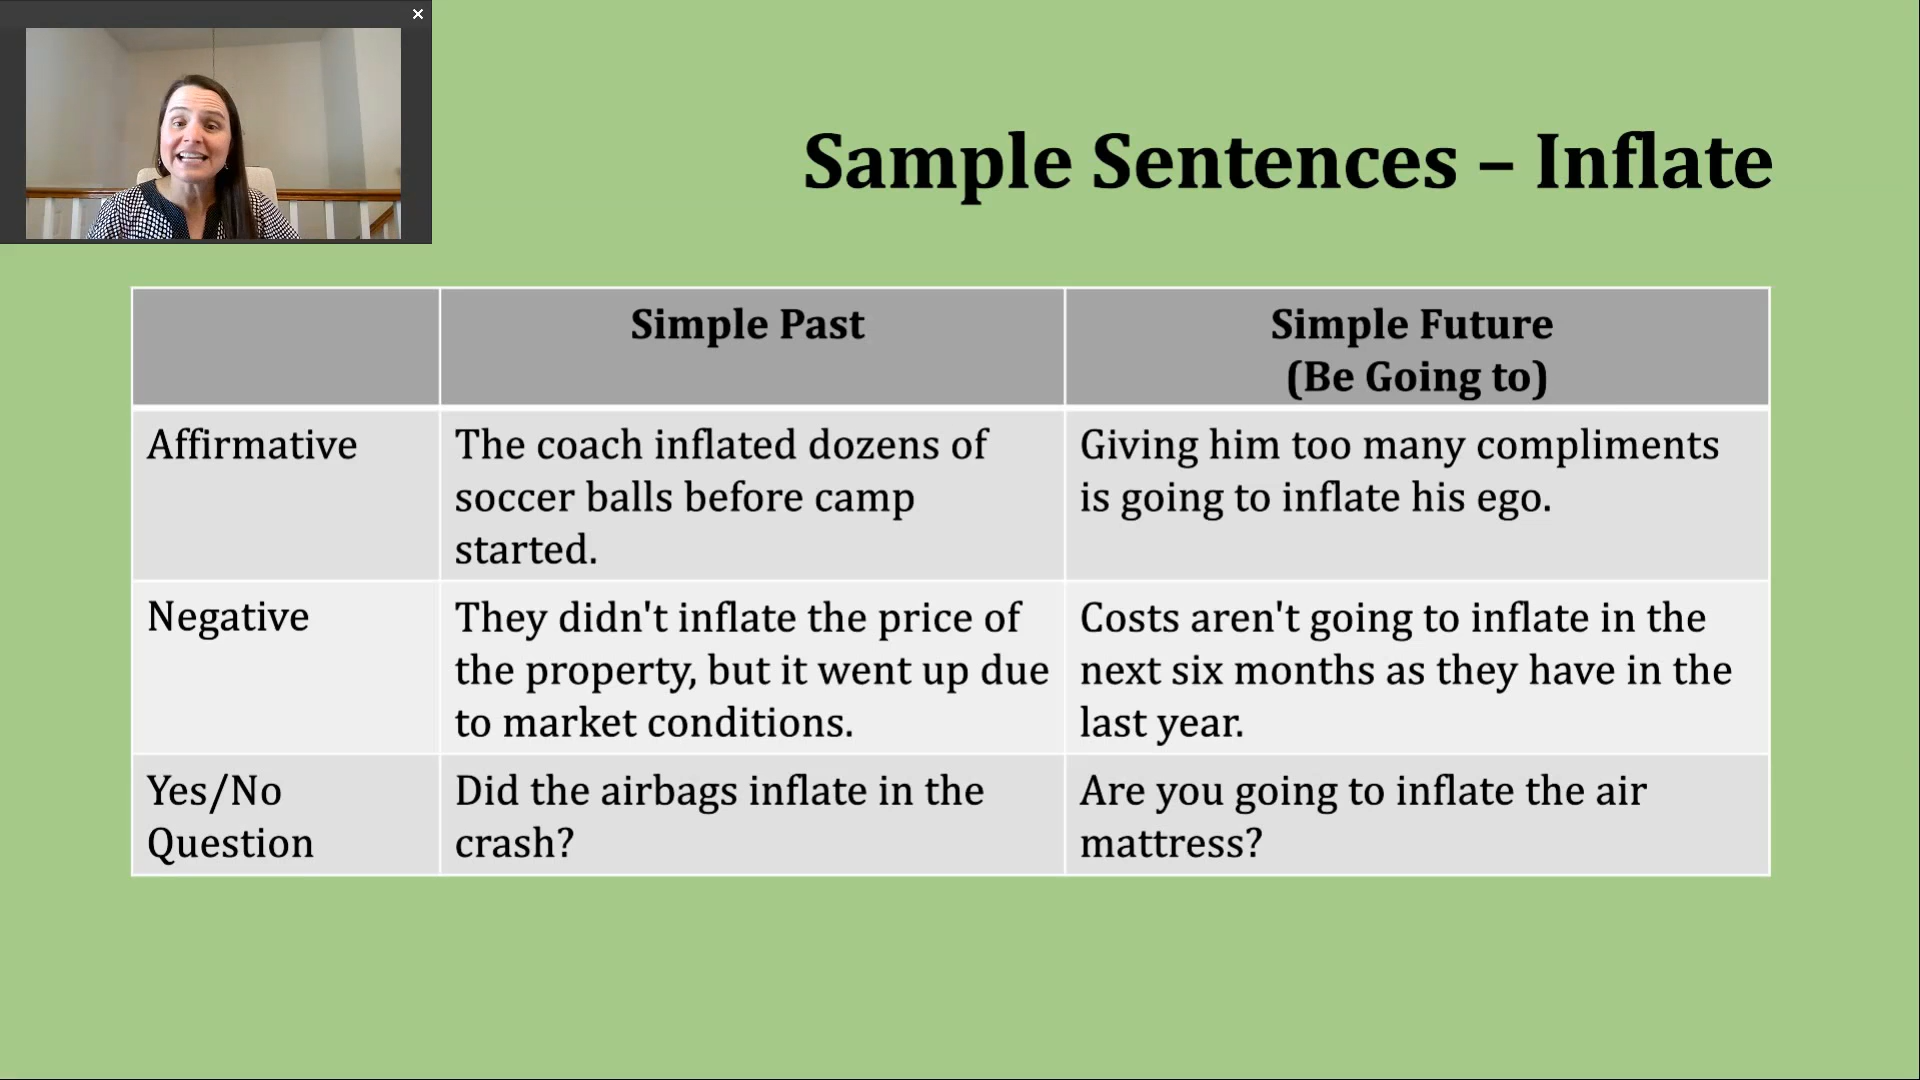 Sample Sentences – Inflate
Simple Past
Simple Future
(Be Going to)
Affirmative
The coach inflated dozens of
soccer balls before camp
started.
Giving him too many compliments
is going to inflate his ego.
Negative
They didn't inflate the price of
the property, but it went up due
to market conditions.
Costs aren't going to inflate in the
next six months as they have in the
last year.
Yes/No
Question
Did the airbags inflate in the
crash?
Are you going to inflate the air
mattress?